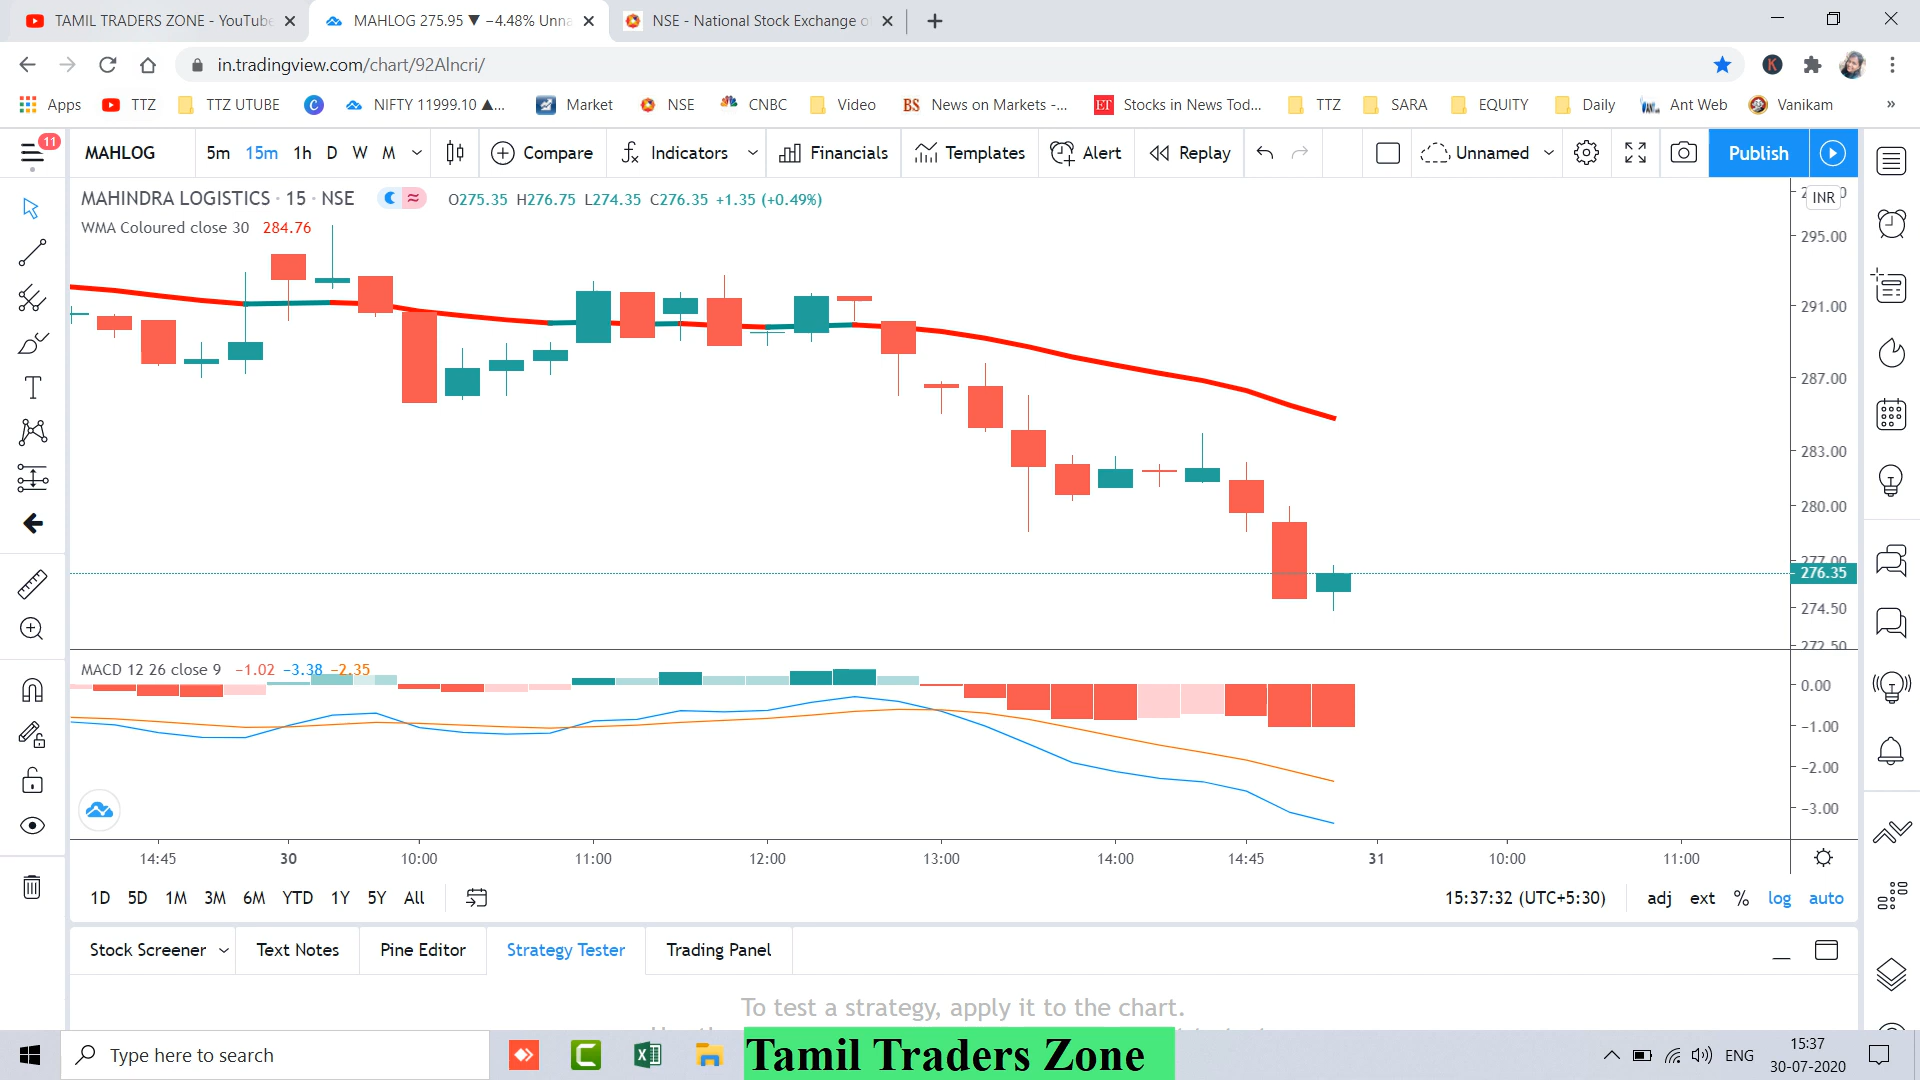 TAMIL TRADERS ZONE - YouTube
MAHLOG 275.95 ▼ −4.48% Unna
NSE - National Stock Exchange o
in.tradingview.com/chart/92Alncri/
K
Apps
TTZ
TTZ UTUBE
C
NIFTY 11999.10 ▲...
Market
NSE
CNBC
Video
BS
News on Markets -...
ET
Stocks in News Tod...
TTZ
SARA
EQUITY
Daily
Ant Web
Vanikam
»
11
MAHLOG
5m 15m 1h D W M
Compare
Indicators
Financials
Templates
Alert
Replay
Unnamed
Publish
MAHINDRA LOGISTICS · 15 · NSE
O275.35 H276.75 L274.35 C276.35 +1.35 (+0.49%)
WMA Coloured close 30 284.76
INR
295.00
291.00
287.00
283.00
280.00
277.00
276.35
274.50
272.50
MACD 12 26 close 9 −1.02 −3.38 −2.35
0.00
−1.00
−2.00
−3.00
14:45 30 10:00 11:00 12:00 13:00 14:00 14:45 31 10:00 11:00
1D 5D 1M 3M 6M YTD 1Y 5Y All
15:37:32 (UTC+5:30)
adj ext % log auto
Stock Screener
Text Notes
Pine Editor
Strategy Tester
Trading Panel
To test a strategy, apply it to the chart.
Type here to search
Tamil Traders Zone
ENG
15:37
30-07-2020